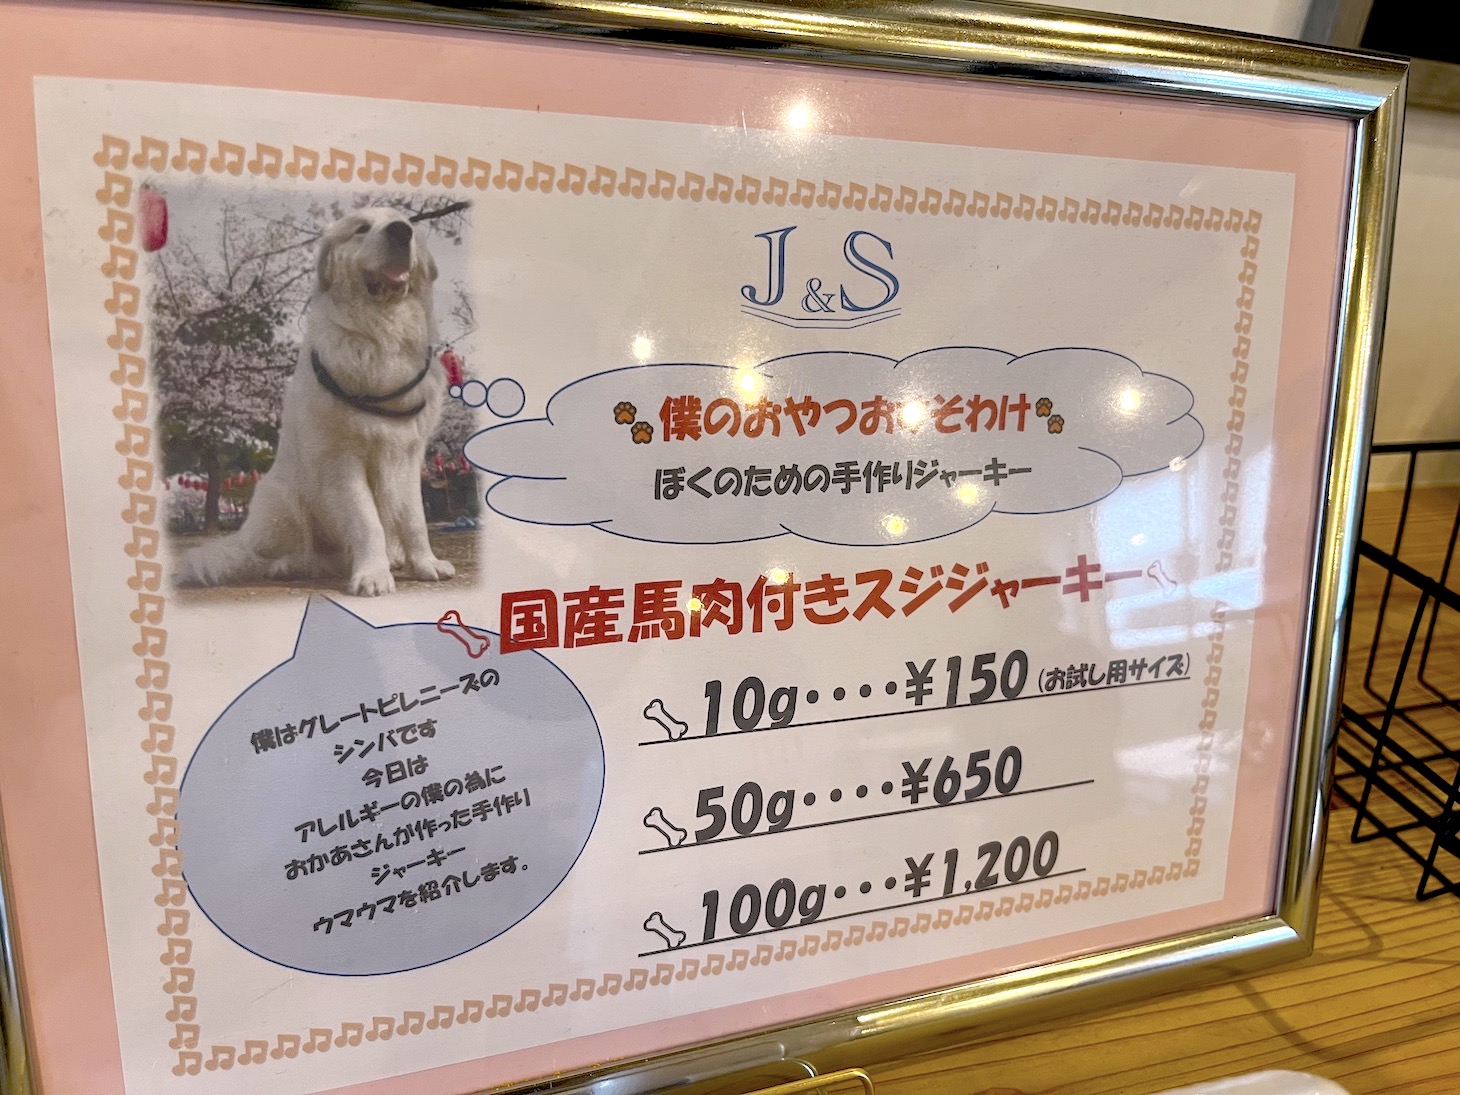 J&S
僕のおやつおすそわけ
ぼくのための手作りジャーキー
国産馬肉付きスジジャーキー
10g・・・・¥150(お試し用サイズ)
50g・・・・¥650
100g・・・¥1,200
僕はグレートピレニーズの
シンバです
今日は
アレルギーの僕の為に
おかあさんが作った手作り
ジャーキー
ウマウマを紹介します。